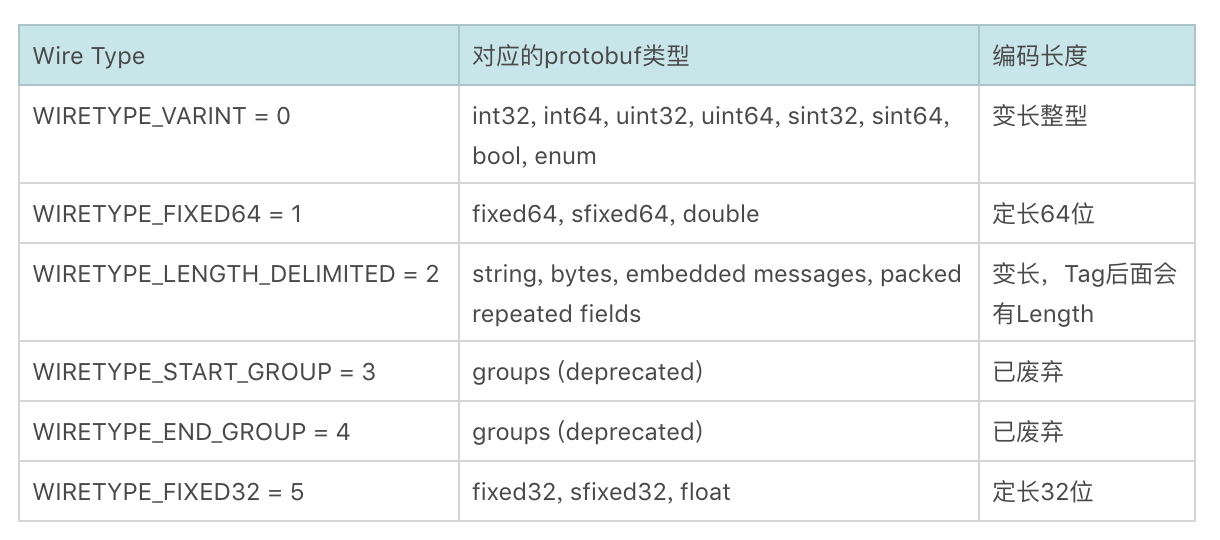 Wire Type
对应的protobuf类型
编码长度
WIRETYPE_VARINT = 0
int32, int64, uint32, uint64, sint32, sint64,
bool, enum
变长整型
WIRETYPE_FIXED64 = 1
fixed64, sfixed64, double
定长64位
WIRETYPE_LENGTH_DELIMITED = 2
string, bytes, embedded messages, packed
repeated fields
变长，Tag后面会
有Length
WIRETYPE_START_GROUP = 3
groups (deprecated)
已废弃
WIRETYPE_END_GROUP = 4
groups (deprecated)
已废弃
WIRETYPE_FIXED32 = 5
fixed32, sfixed32, float
定长32位